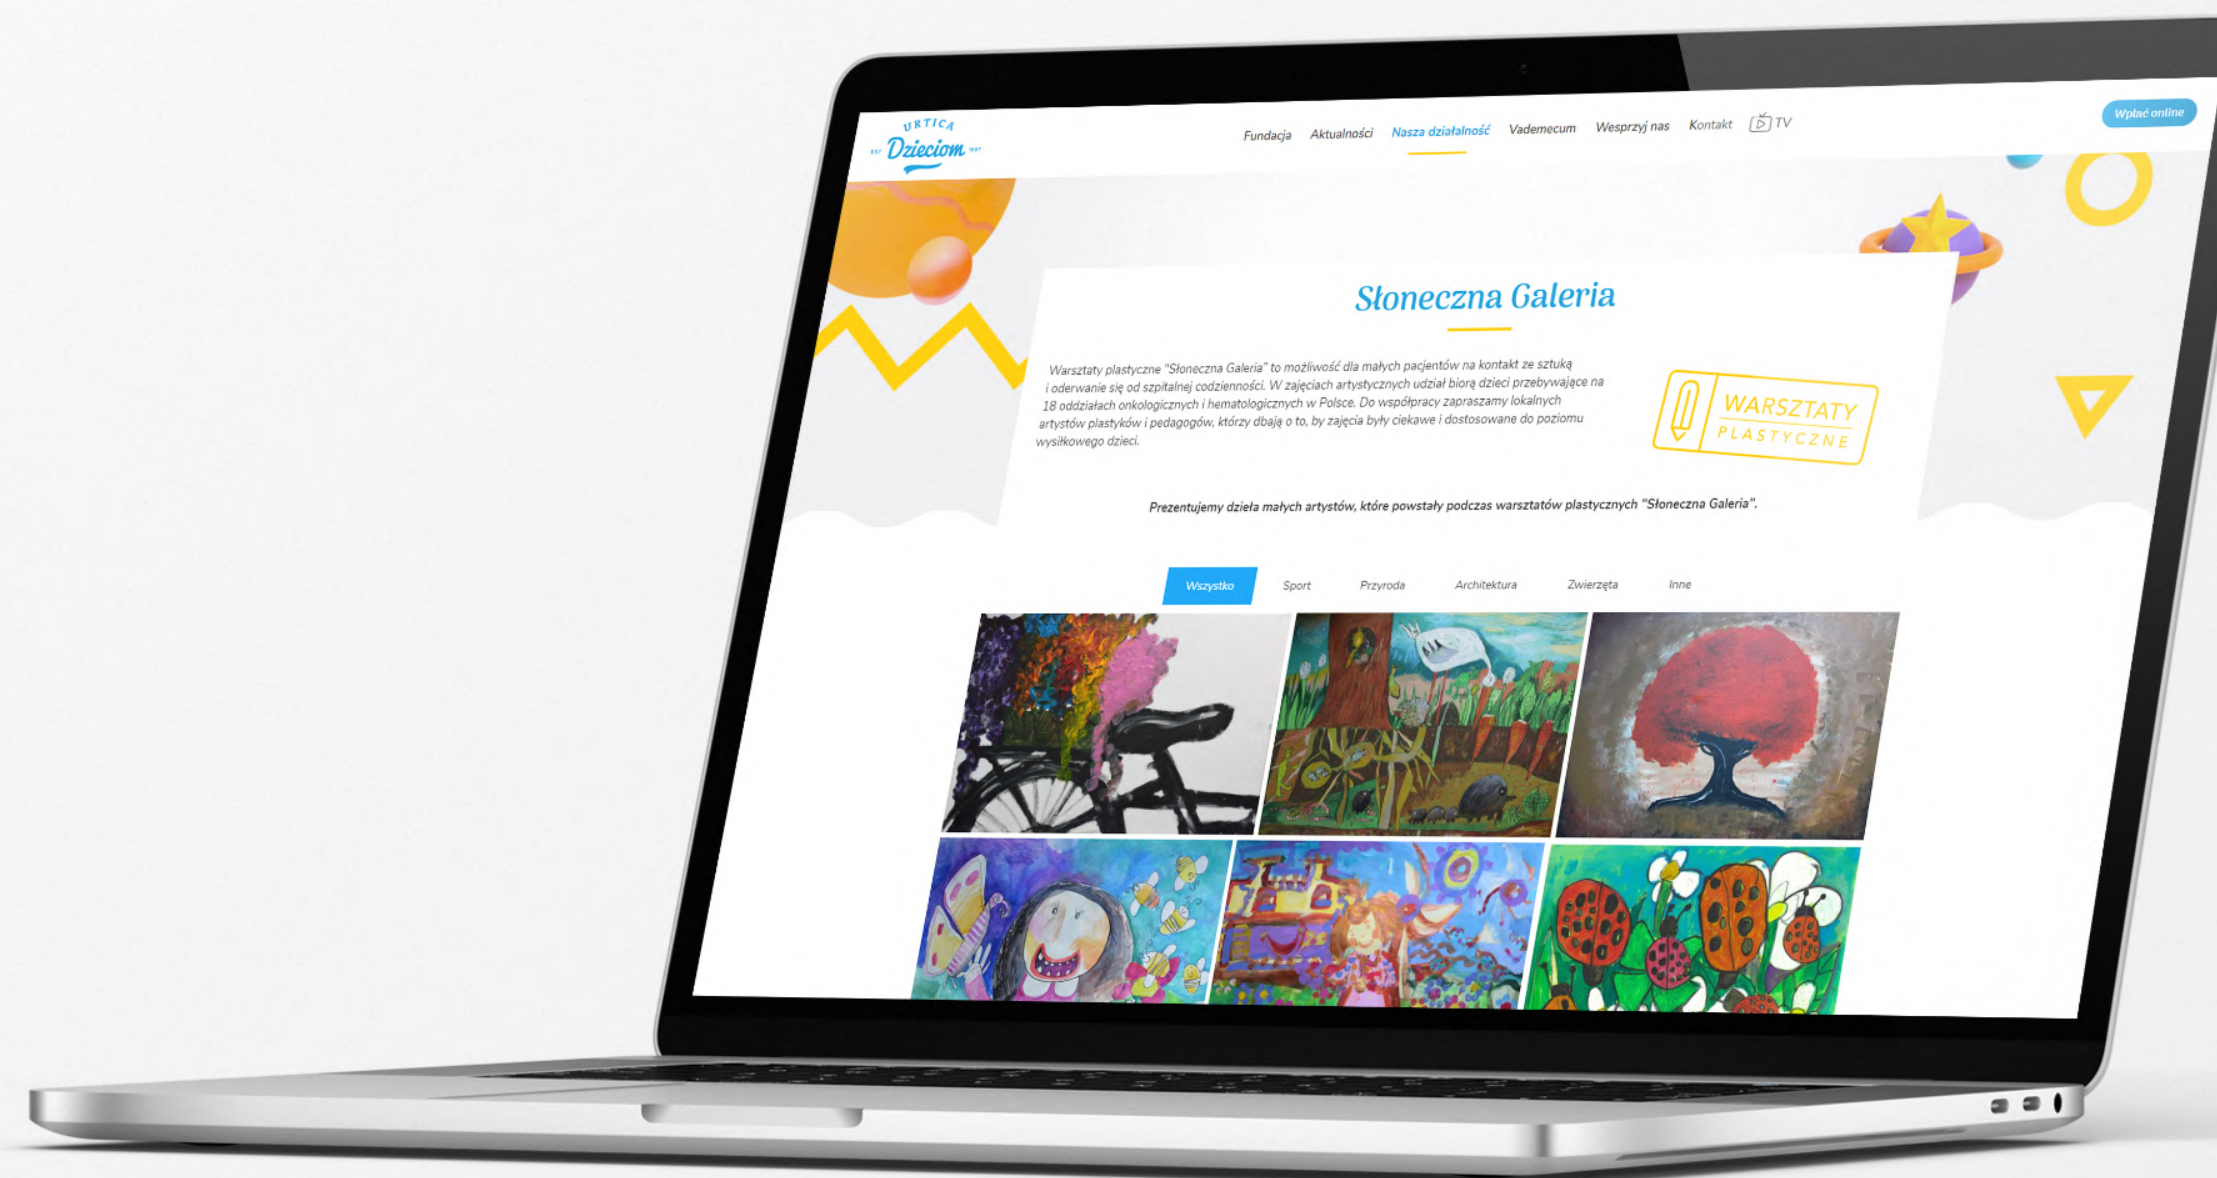 URTICA
Dzieciom
Fundacja Aktualności Nasza działalność Vademecum Wesprzyj nas Kontakt TV
Wpłać online
Słoneczna Galeria
Warsztaty plastyczne "Słoneczna Galeria" to możliwość dla małych pacjentów na kontakt ze sztuką
i oderwanie się od szpitalnej codzienności. W zajęciach artystycznych udział biorą dzieci przebywające na
18 oddziałach onkologicznych i hematologicznych w Polsce. Do współpracy zapraszamy lokalnych
artystów plastyków i pedagogów, którzy dbają o to, by zajęcia były ciekawe i dostosowane do poziomu
wysiłkowego dzieci.
WARSZTATY
PLASTYCZNE
Prezentujemy dzieła małych artystów, które powstały podczas warsztatów plastycznych "Słoneczna Galeria".
Wszystko Sport Przyroda Architektura Zwierzęta Inne